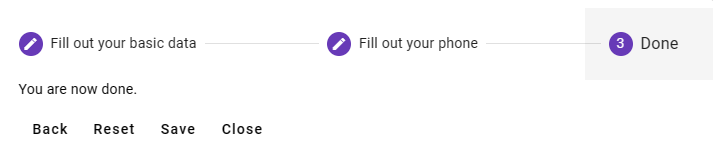 Fill out your basic data Fill out your phone 3 Done
You are now done.
Back Reset Save Close